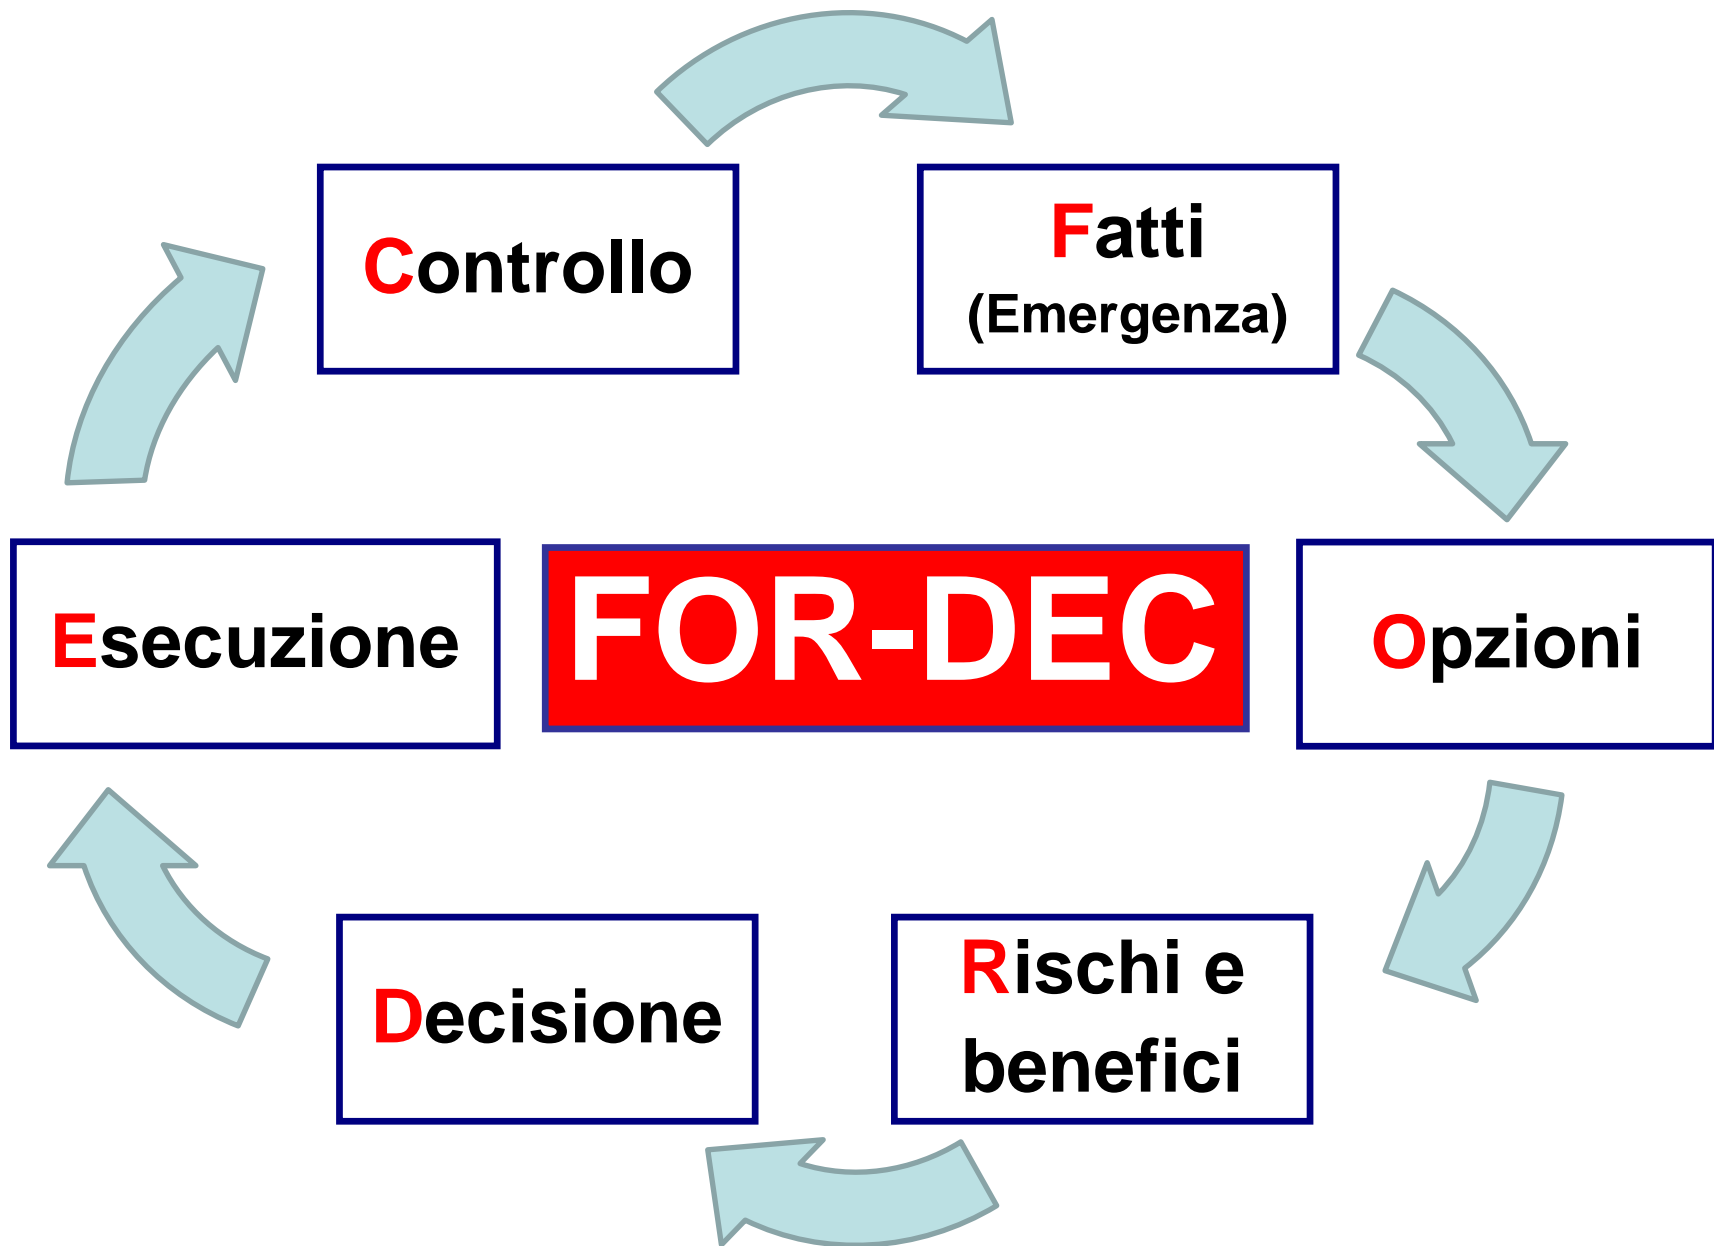 Controllo
Fatti
(Emergenza)
Esecuzione
FOR-DEC
Opzioni
Decisione
Rischi e
benefici